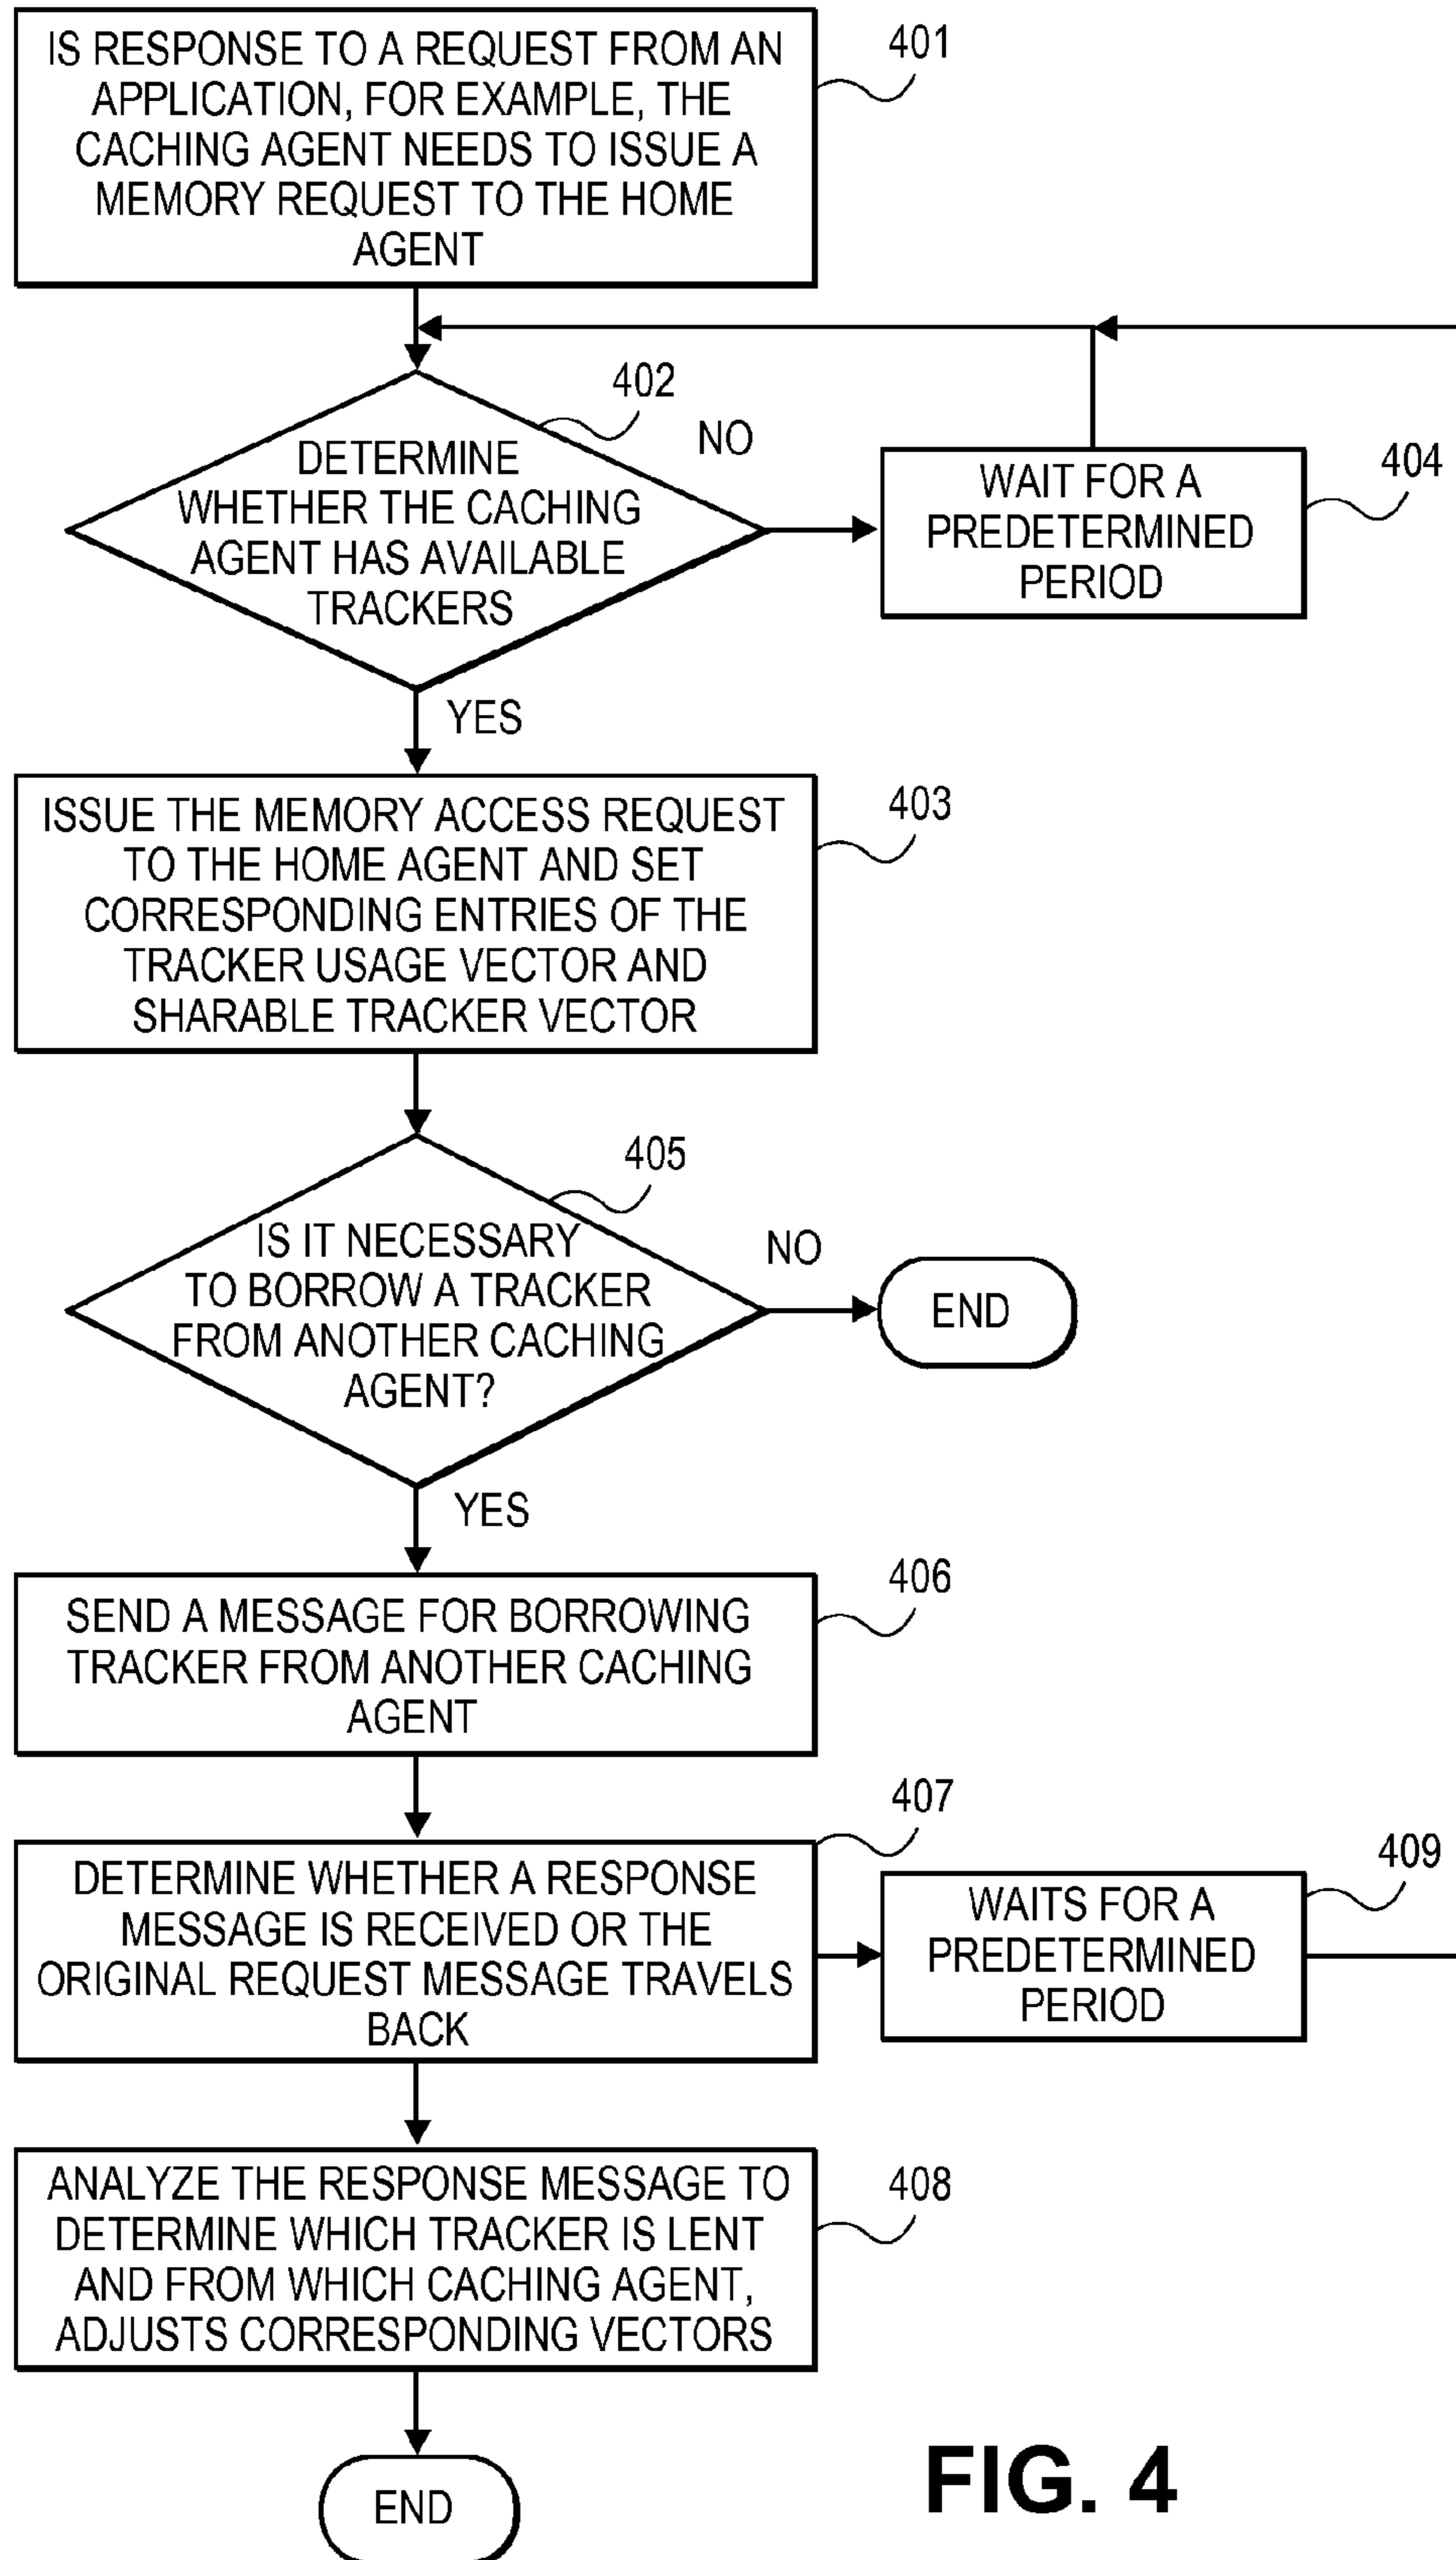 IS RESPONSE TO A REQUEST FROM AN
APPLICATION, FOR EXAMPLE, THE
CACHING AGENT NEEDS TO ISSUE A
MEMORY REQUEST TO THE HOME
AGENT
401
402
DETERMINE
WHETHER THE CACHING
AGENT HAS AVAILABLE
TRACKERS
NO
WAIT FOR A
PREDETERMINED
PERIOD
404
YES
ISSUE THE MEMORY ACCESS REQUEST
TO THE HOME AGENT AND SET
CORRESPONDING ENTRIES OF THE
TRACKER USAGE VECTOR AND
SHARABLE TRACKER VECTOR
403
405
IS IT NECESSARY
TO BORROW A TRACKER
FROM ANOTHER CACHING
AGENT?
NO
END
YES
SEND A MESSAGE FOR BORROWING
TRACKER FROM ANOTHER CACHING
AGENT
406
407
DETERMINE WHETHER A RESPONSE
MESSAGE IS RECEIVED OR THE
ORIGINAL REQUEST MESSAGE TRAVELS
BACK
WAITS FOR A
PREDETERMINED
PERIOD
409
ANALYZE THE RESPONSE MESSAGE TO
DETERMINE WHICH TRACKER IS LENT
AND FROM WHICH CACHING AGENT,
ADJUSTS CORRESPONDING VECTORS
408
END
FIG. 4